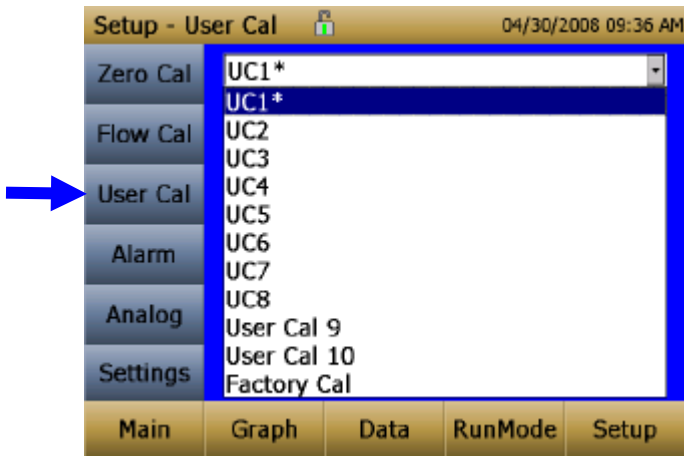 Setup - User Cal 04/30/2008 09:36 AM
Zero Cal
Flow Cal
User Cal
Alarm
Analog
Settings
UC1*
UC1*
UC2
UC3
UC4
UC5
UC6
UC7
UC8
User Cal 9
User Cal 10
Factory Cal
Main Graph Data RunMode Setup